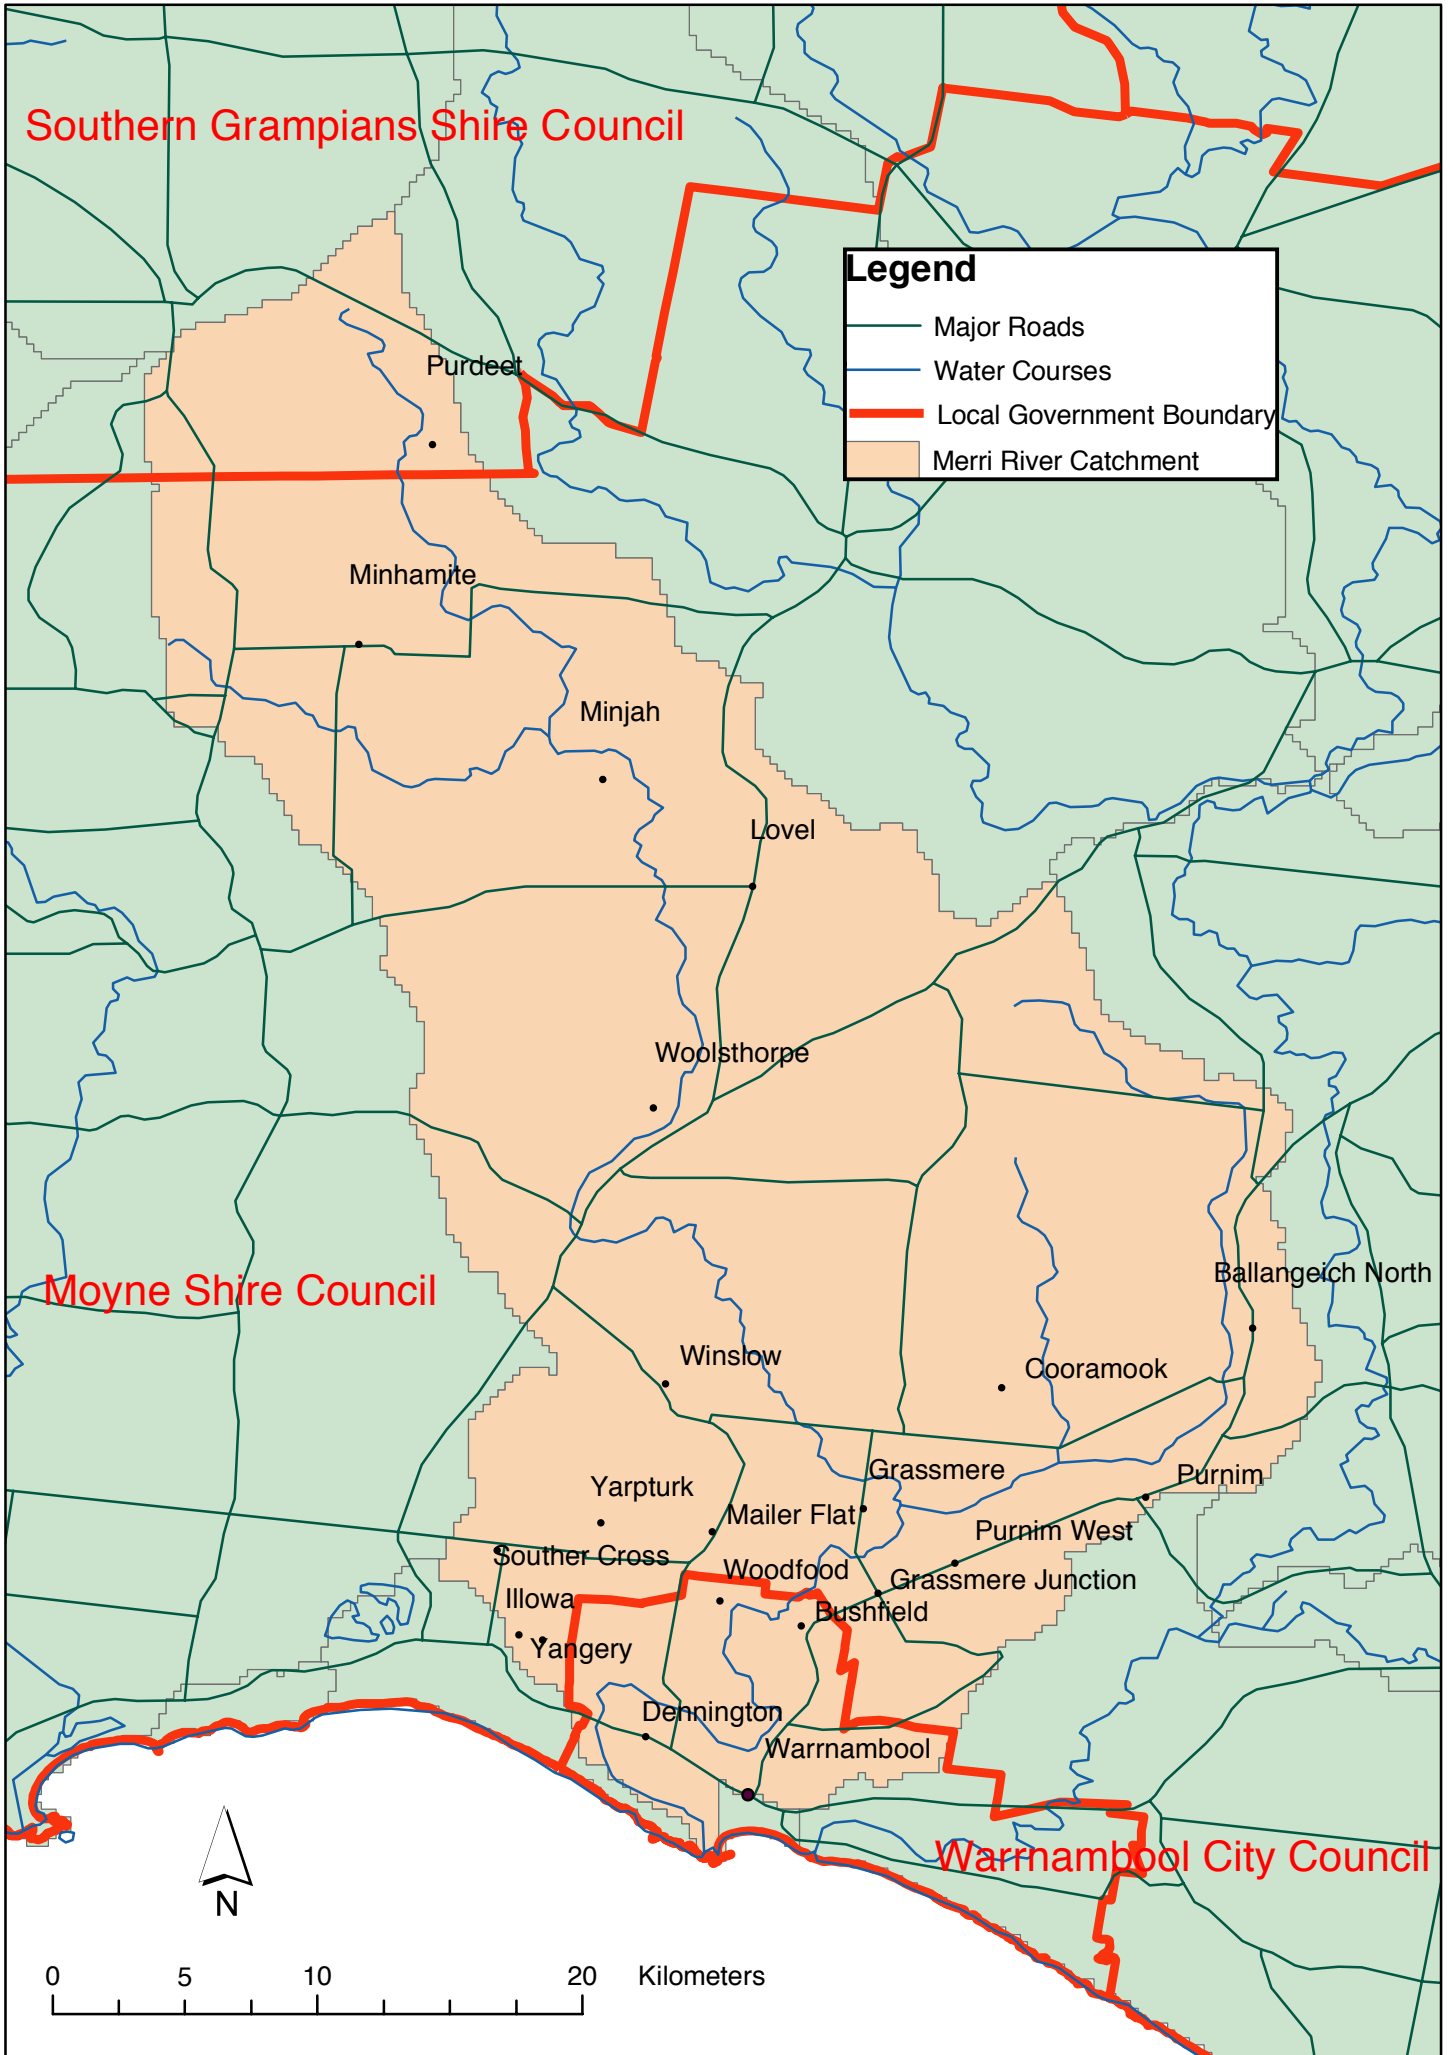 Southern Grampians Shire Council
Legend
Major Roads
Water Courses
Local Government Boundary
Merri River Catchment
Purdeet
Minhamite
Minjah
Lovel
Woolsthorpe
Moyne Shire Council
Ballangeich North
Winslow
Cooramook
Grassmere
Purnim
Yarpturk
Mailer Flat
Purnim West
Souther Cross
Woodfood
Grassmere Junction
Illowa
Bushfield
Yangery
Dennington
Warrnambool
Warrnambool City Council
N
0 5 10 20 Kilometers